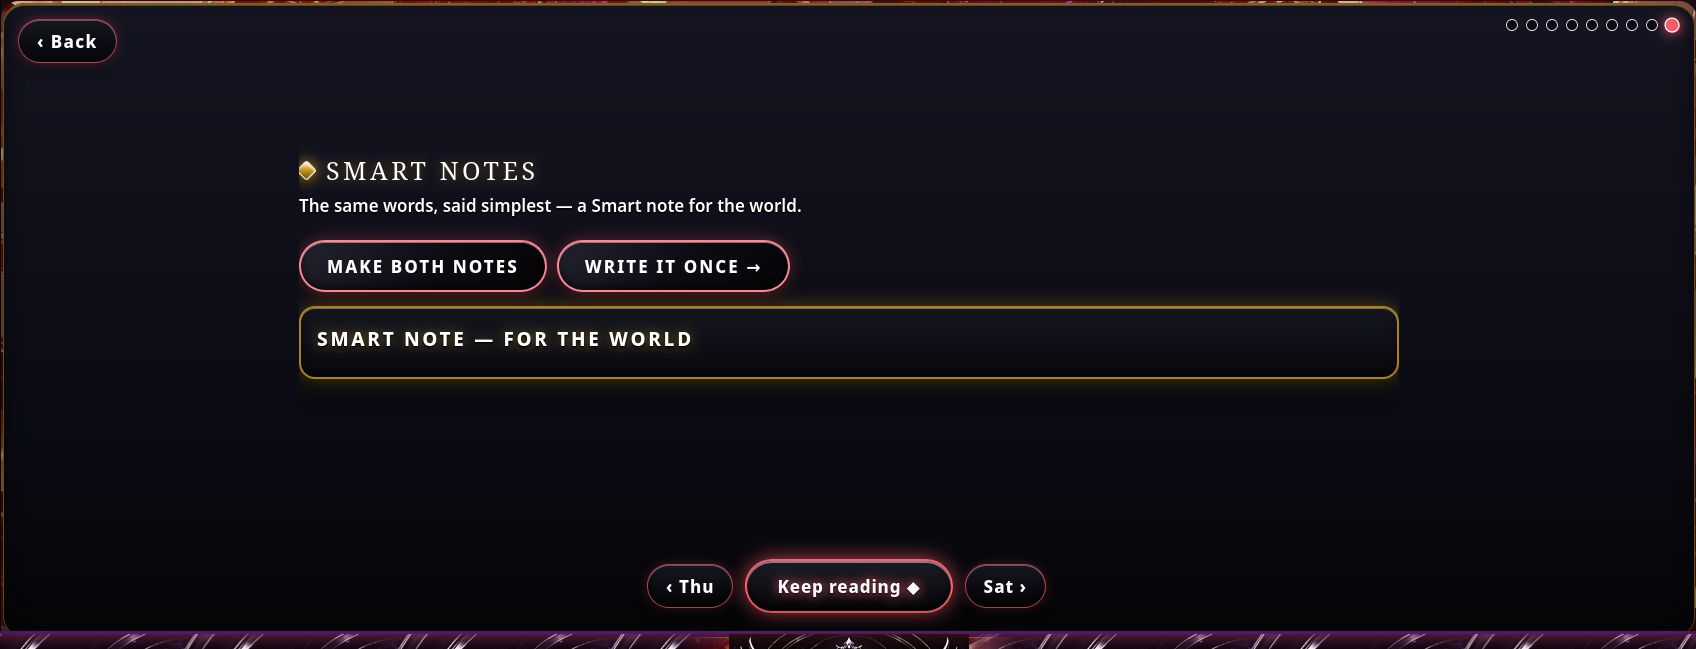 ‹ Back
SMART NOTES
The same words, said simplest — a Smart note for the world.
MAKE BOTH NOTES
WRITE IT ONCE →
SMART NOTE — FOR THE WORLD
‹ Thu
Keep reading ◆
Sat ›